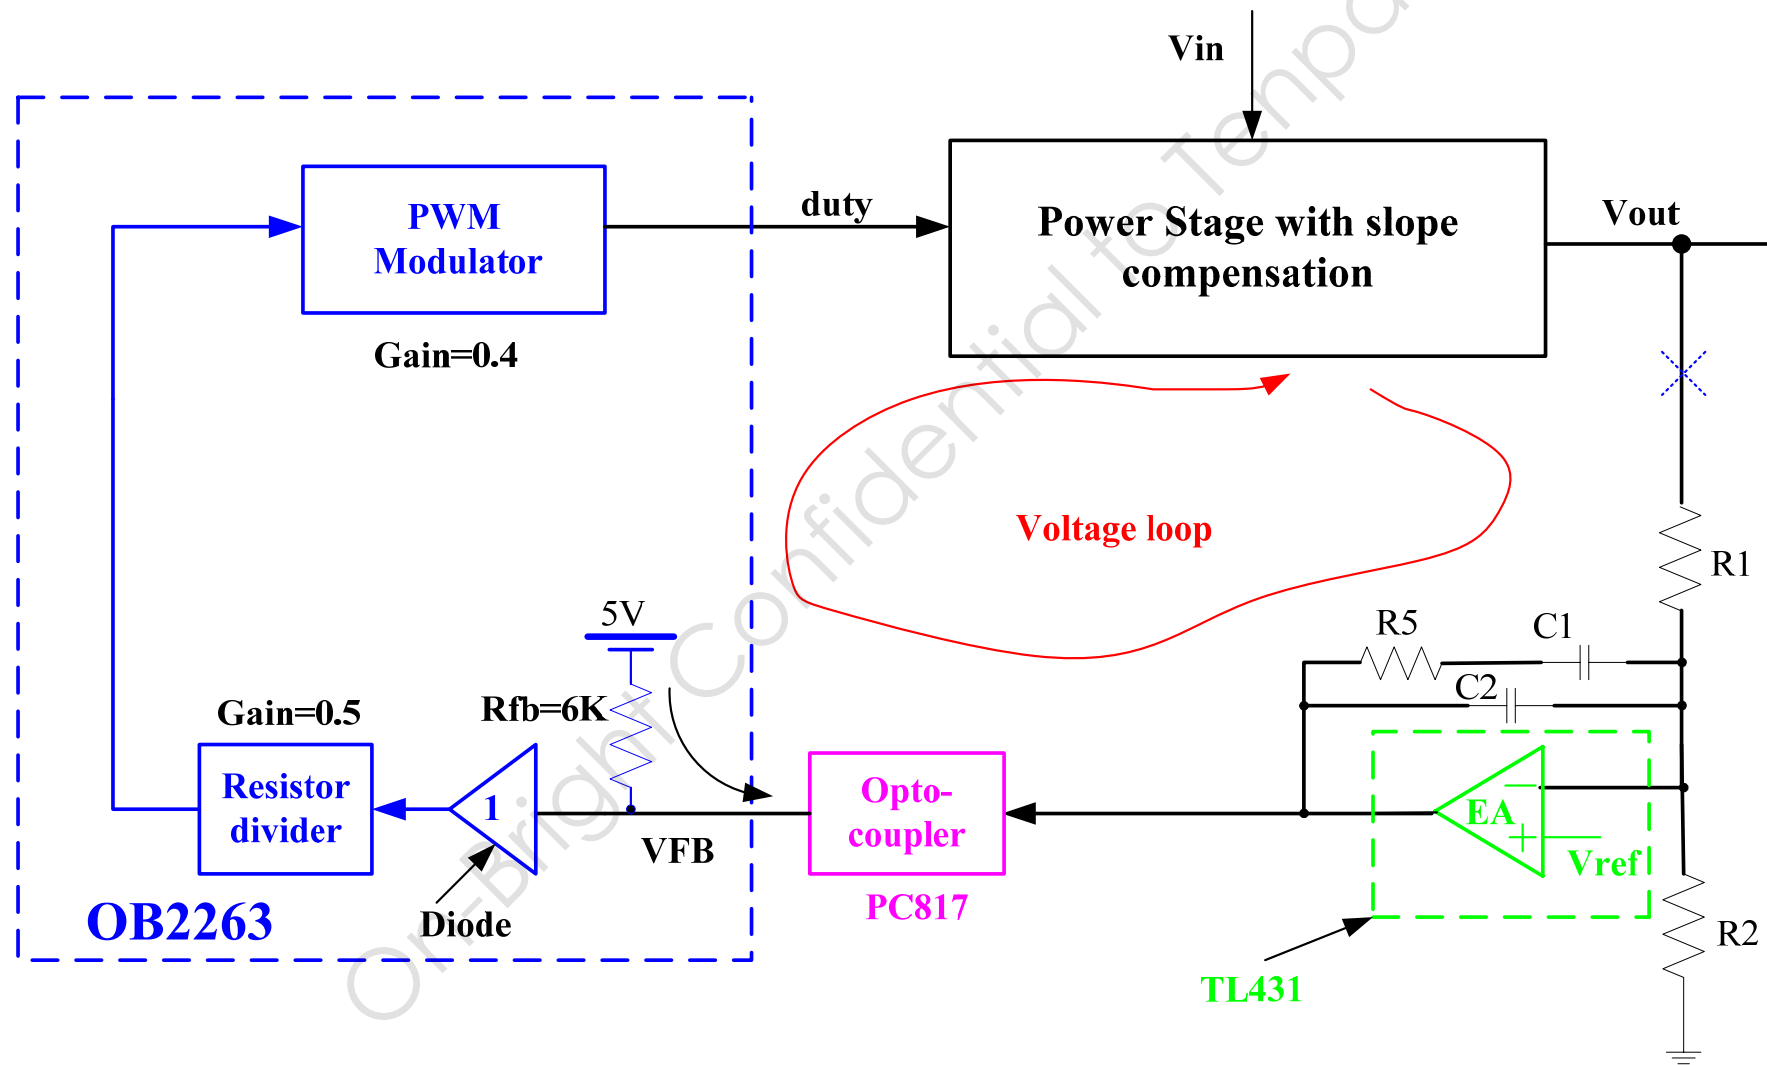 Vin
PWM
Modulator
duty
Power Stage with slope
compensation
Vout
Gain=0.4
Voltage loop
R1
5V
R5
C1
C2
Rfb=6K
Gain=0.5
Resistor
divider
1
VFB
Opto-
coupler
PC817
EA
Vref
Diode
OB2263
TL431
R2
On-Bright Confidential to Tenpa